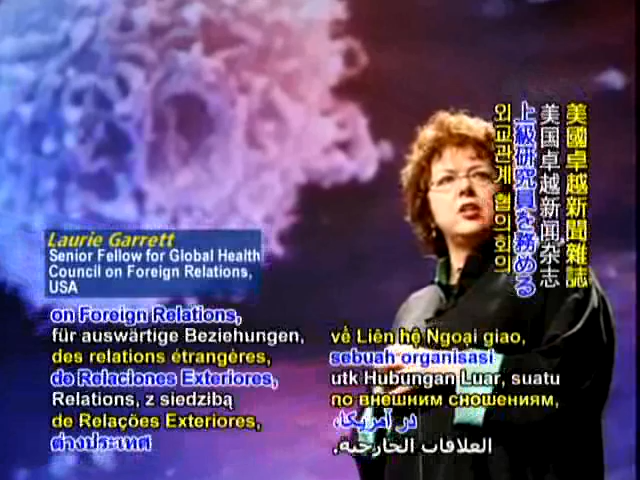 Laurie Garrett
Senior Fellow for Global Health
Council on Foreign Relations,
USA
on Foreign Relations,
für auswärtige Beziehungen,
des relations étrangères,
de Relaciones Exteriores,
Relations, z siedzibą
de Relações Exteriores,
ต่างประเทศ
về Liên hệ Ngoại giao,
sebuah organisasi
utk Hubungan Luar, suatu
по внешним сношениям,
در آمریکا،
العلاقات الخارجية،
美國卓越新聞雜誌
美国卓越新闻杂志
上級研究員を務める
외교관계 협의회의